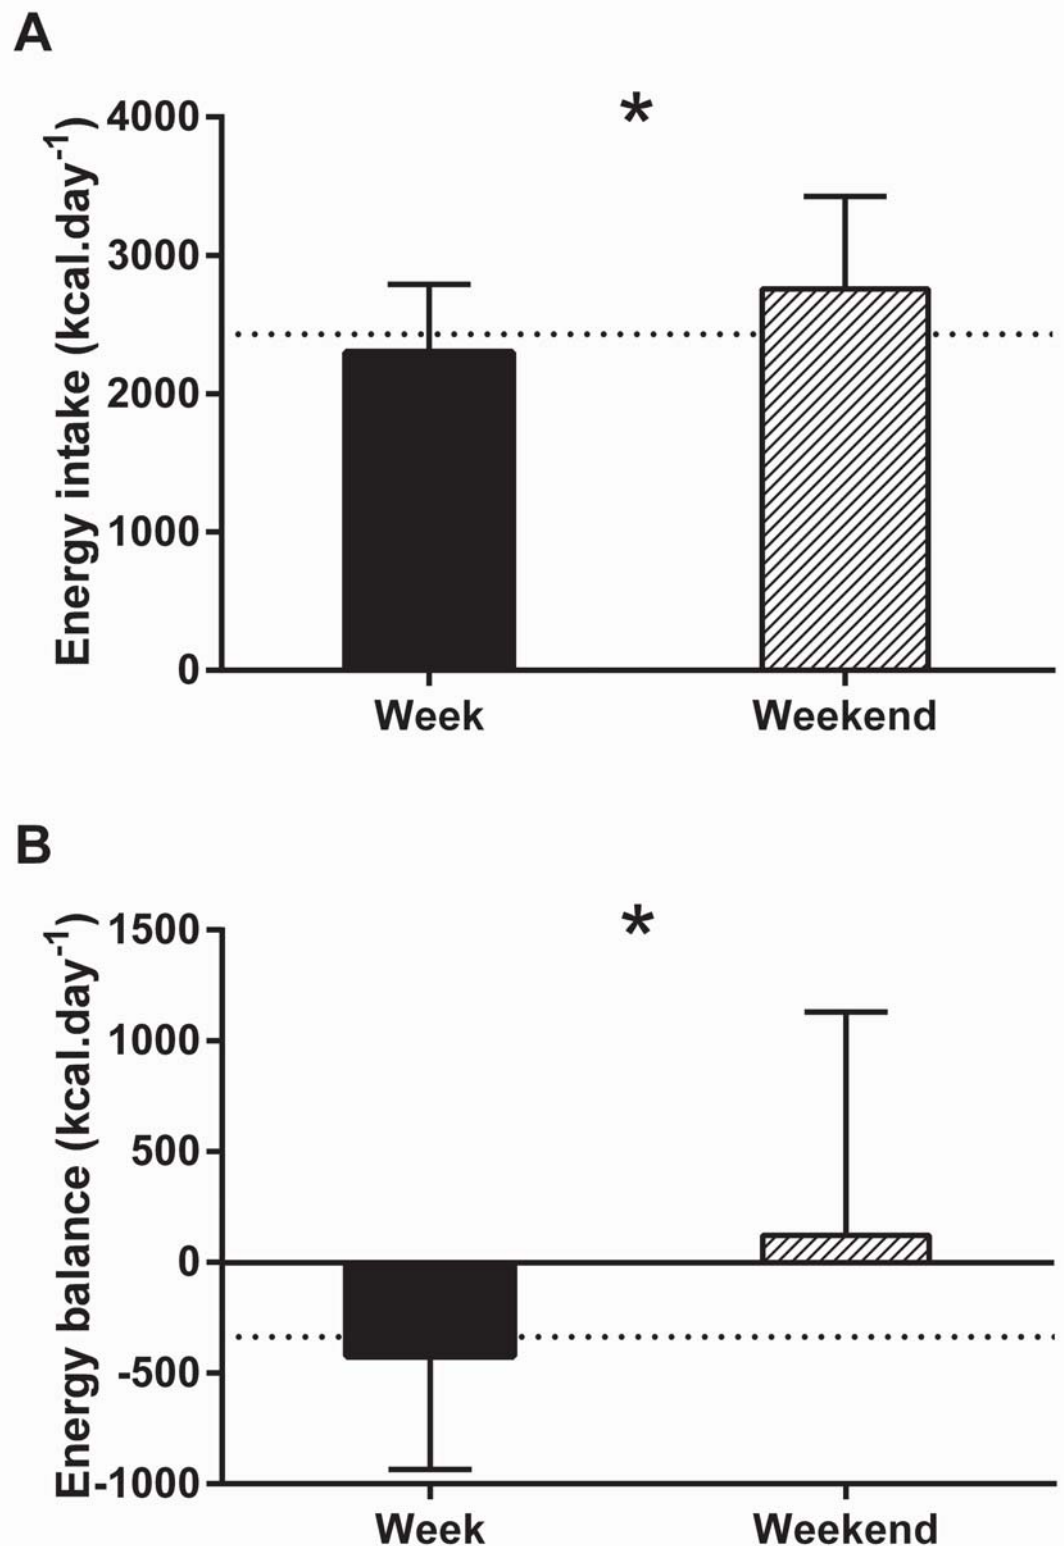 A
*
Energy intake (kcal.day⁻¹)
4000
3000
2000
1000
0
Week Weekend
B
*
Energy balance (kcal.day⁻¹)
1500
1000
500
0
-500
-1000
Week Weekend